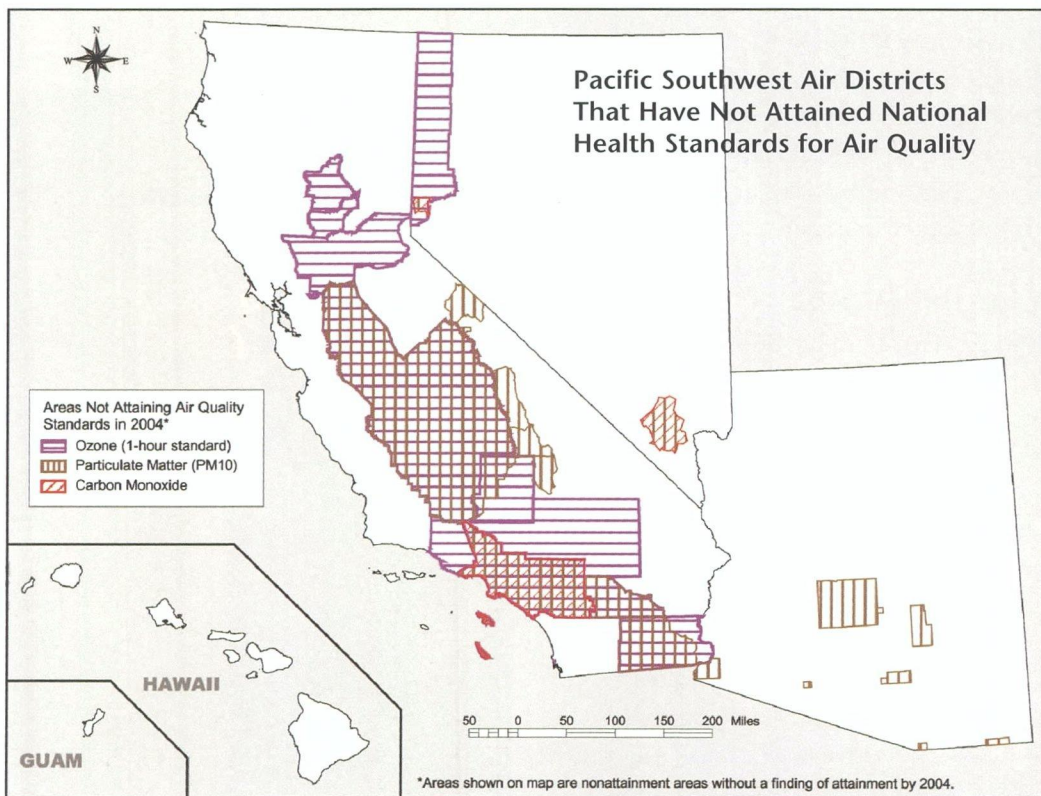 N
W E
S
Pacific Southwest Air Districts
That Have Not Attained National
Health Standards for Air Quality
Areas Not Attaining Air Quality
Standards in 2004*
Ozone (1-hour standard)
Particulate Matter (PM10)
Carbon Monoxide
HAWAII
GUAM
50 0 50 100 150 200 Miles
*Areas shown on map are nonattainment areas without a finding of attainment by 2004.